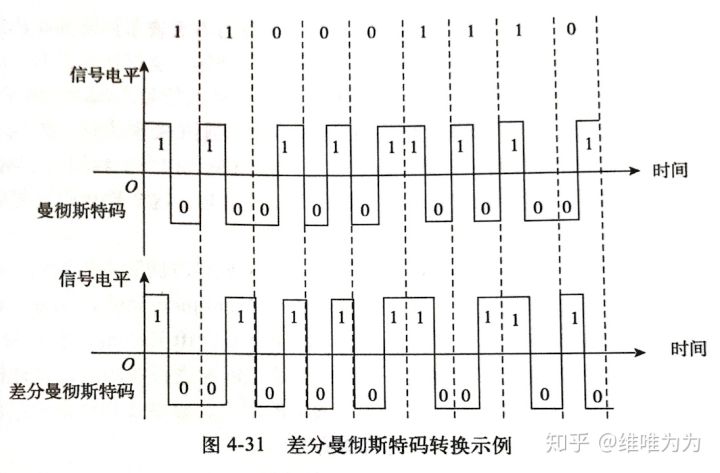 1 1 0 0 0 1 1 1 0
信号电平
1 1 1 1 1 1 1 1 1
O 时间
曼彻斯特码 0 0 0 0 0 0 0 0 0
信号电平
1 1 1 1 1 1 1 1 1
O 时间
差分曼彻斯特码 0 0 0 0 0 0 0 0 0
图 4-31 差分曼彻斯特码转换示例
知乎 @维唯为为